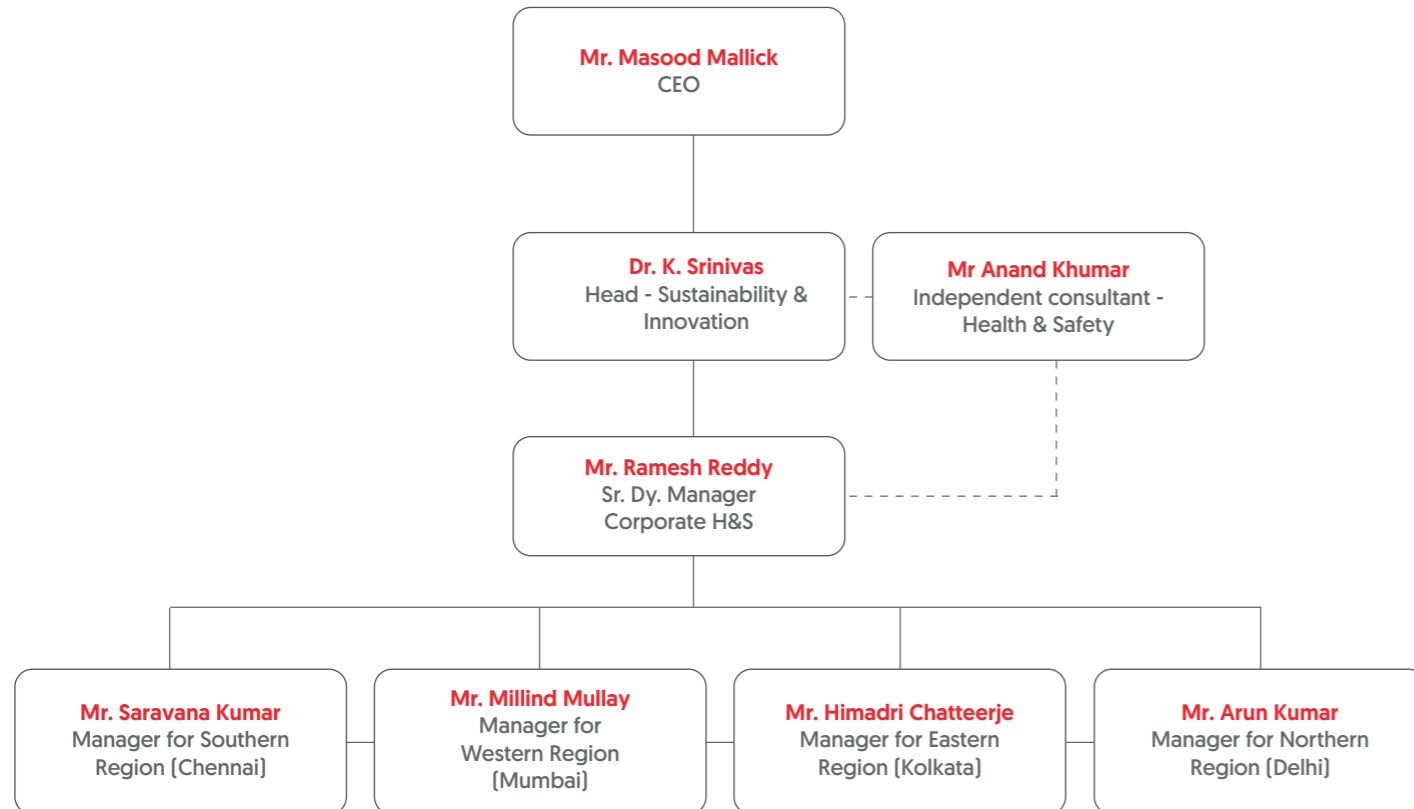 Mr. Masood Mallick
CEO
Dr. K. Srinivas
Head - Sustainability &
Innovation
Mr Anand Khumar
Independent consultant -
Health & Safety
Mr. Ramesh Reddy
Sr. Dy. Manager
Corporate H&S
Mr. Saravana Kumar
Manager for Southern
Region (Chennai)
Mr. Millind Mullay
Manager for
Western Region
(Mumbai)
Mr. Himadri Chatteerje
Manager for Eastern
Region (Kolkata)
Mr. Arun Kumar
Manager for Northern
Region (Delhi)